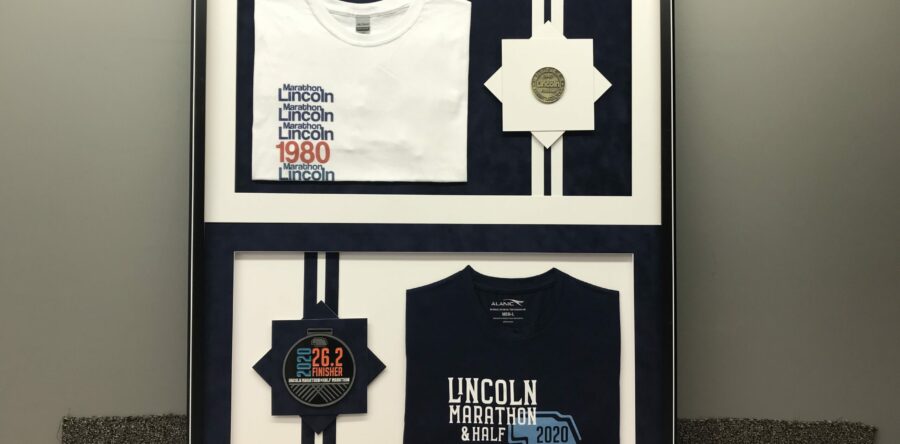 Marathon
Lincoln
Marathon
Lincoln
Marathon
Lincoln
1980
Marathon
Lincoln
ALANIC
2020
26.2
FINISHER
LINCOLN MARATHON & HALF MARATHON
LINCOLN
MARATHON
& HALF
2020